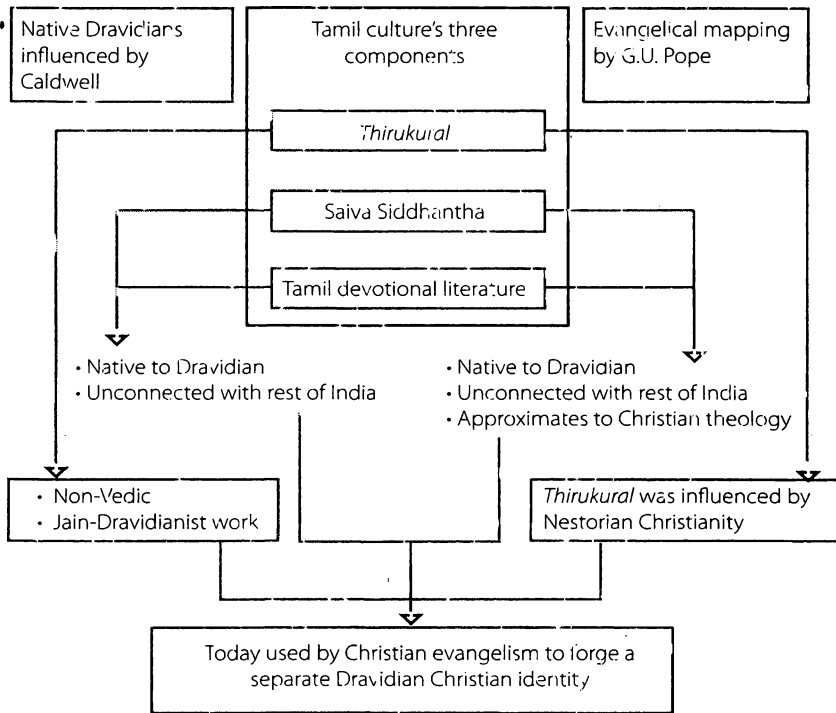 Native Dravidians
influenced by
Caldwell
Tamil culture's three
components
Evangelical mapping
by G.U. Pope
Thirukural
Saiva Siddhantha
Tamil devotional literature
• Native to Dravidian
• Unconnected with rest of India
• Native to Dravidian
• Unconnected with rest of India
• Approximates to Christian theology
• Non-Vedic
• Jain-Dravidianist work
Thirukural was influenced by
Nestorian Christianity
Today used by Christian evangelism to forge a
separate Dravidian Christian identity